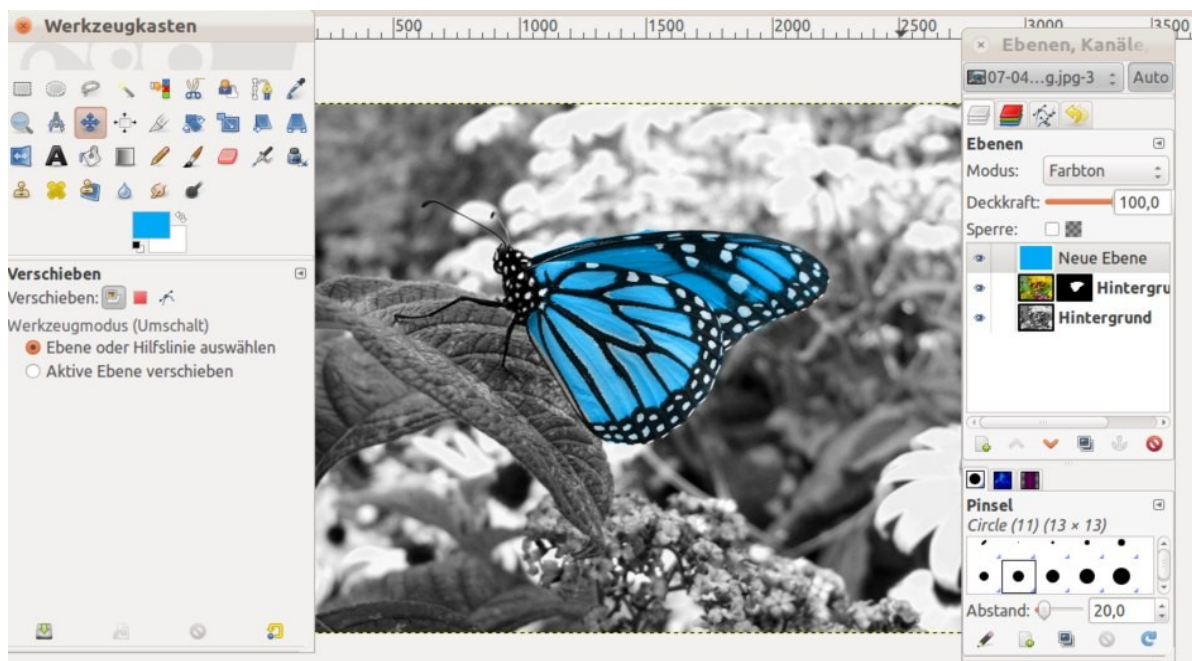 Werkzeugkasten
500 1000 1500 2000 2500 3000 3500
Ebenen, Kanäle,
07-04...g.jpg-3 Auto
Ebenen
Modus: Farbton
Deckkraft: 100,0
Sperre:
Neue Ebene
Hintergru
Hintergrund
Verschieben
Verschieben:
Werkzeugmodus (Umschalt)
Ebene oder Hilfslinie auswählen
Aktive Ebene verschieben
Pinsel
Circle (11) (13 × 13)
Abstand: 20,0